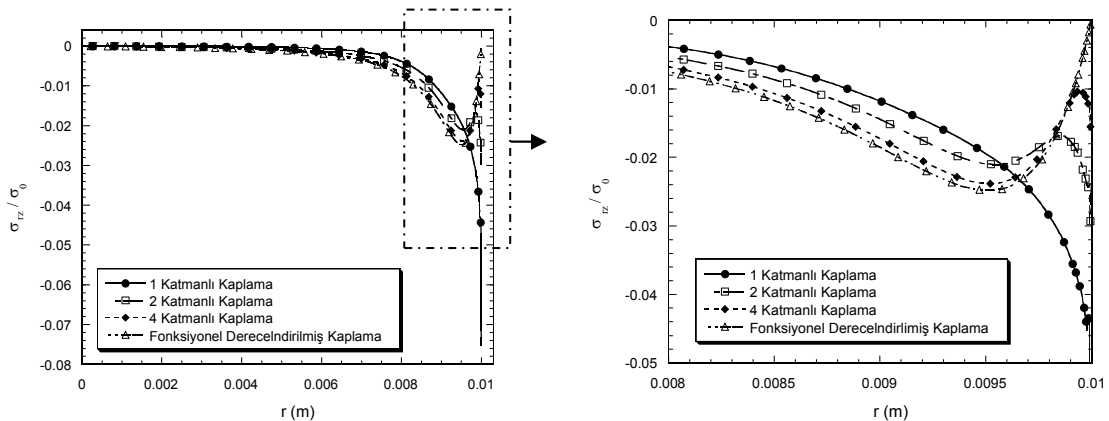 0
-0.01
-0.02
-0.03
-0.04
-0.05
-0.06
-0.07
-0.08
σrz / σ0
0 0.002 0.004 0.006 0.008 0.01
r (m)
1 Katmanlı Kaplama
2 Katmanlı Kaplama
4 Katmanlı Kaplama
Fonksiyonel Derecelndirilmiş Kaplama
0
-0.01
-0.02
-0.03
-0.04
-0.05
σrz / σ0
0.008 0.0085 0.009 0.0095 0.01
r (m)
1 Katmanlı Kaplama
2 Katmanlı Kaplama
4 Katmanlı Kaplama
Fonksiyonel Derecelndirilmiş Kaplama